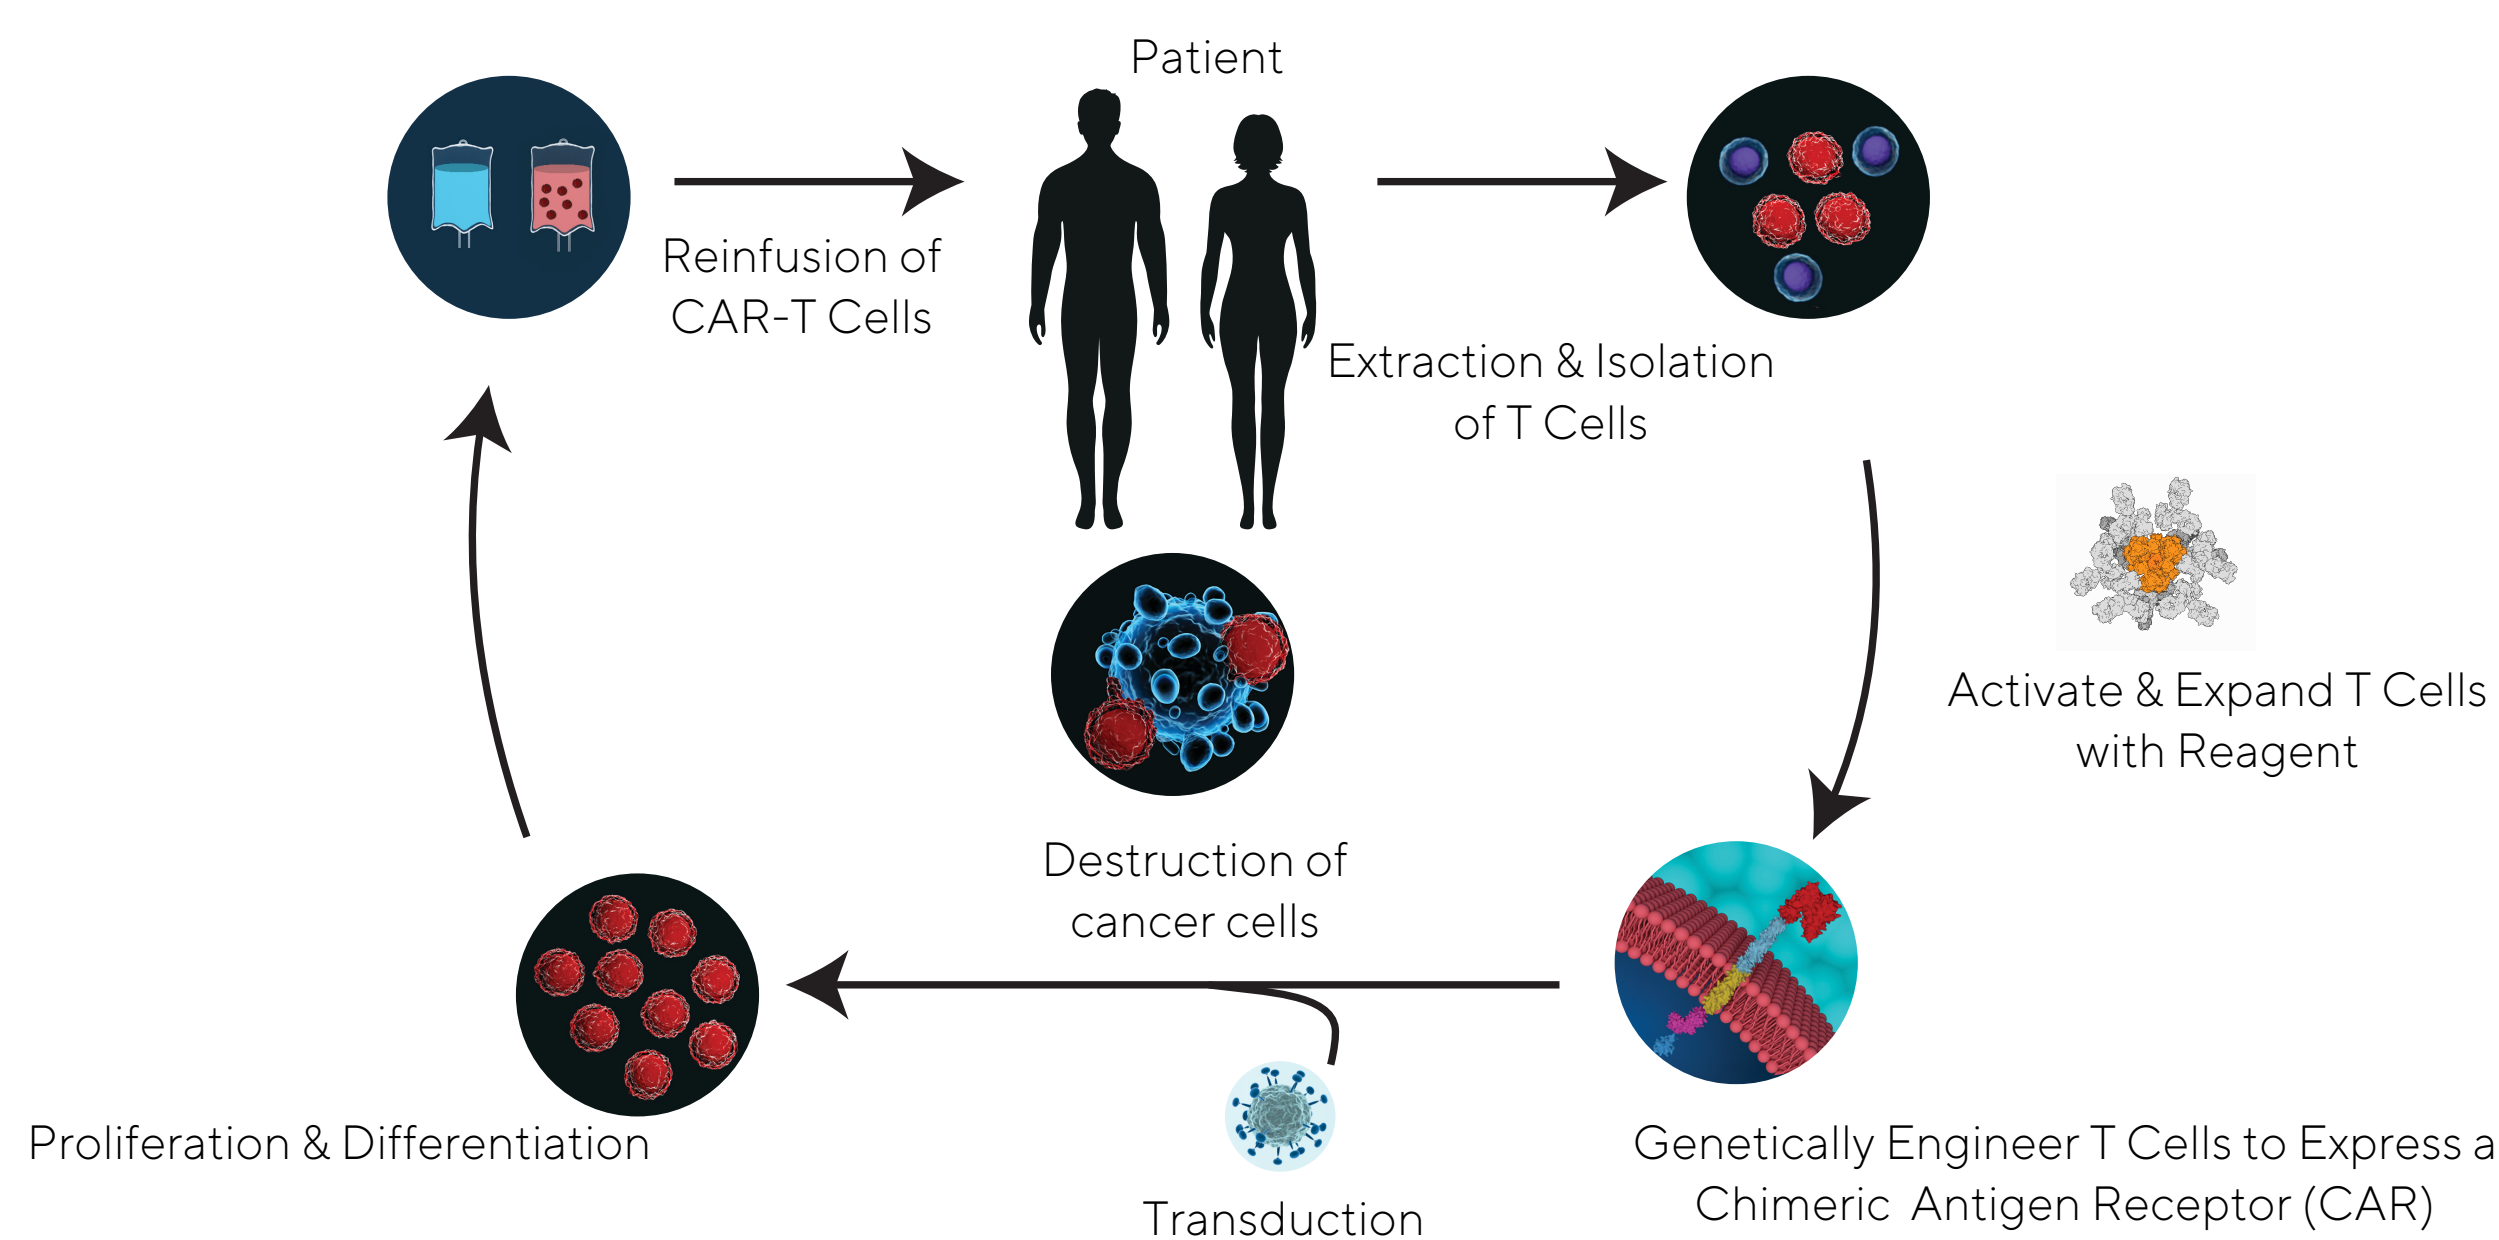 Patient
Reinfusion of
CAR-T Cells
Extraction & Isolation
of T Cells
Activate & Expand T Cells
with Reagent
Destruction of
cancer cells
Proliferation & Differentiation
Genetically Engineer T Cells to Express a
Chimeric Antigen Receptor (CAR)
Transduction